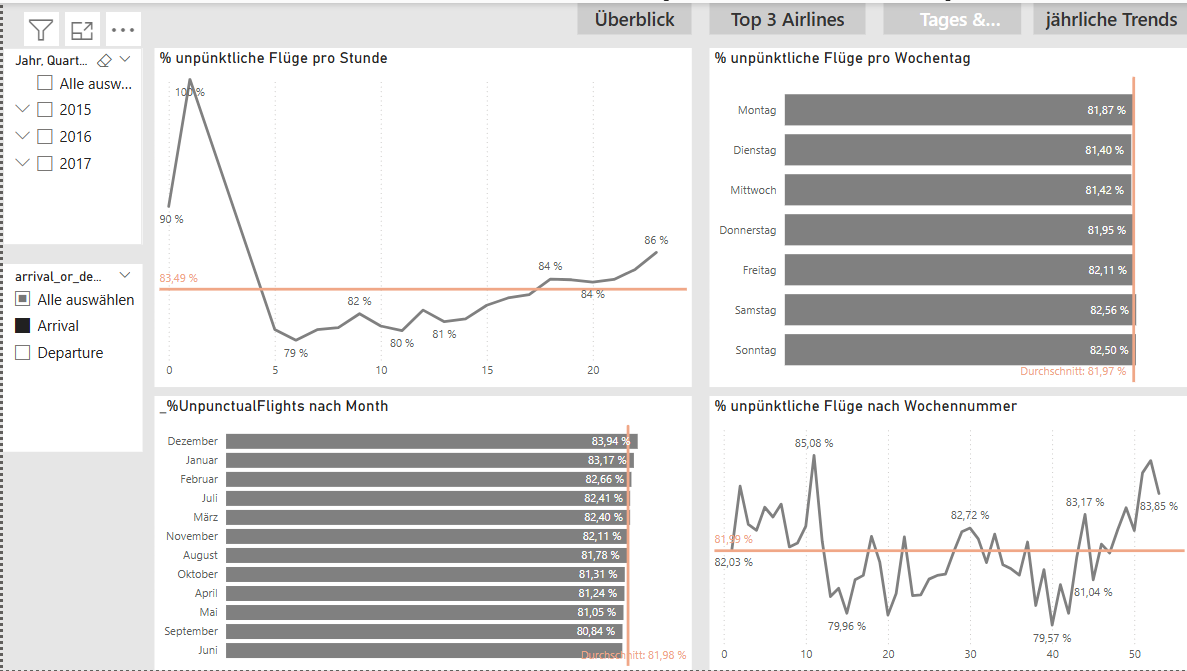 Überblick
Top 3 Airlines
Tages &...
jährliche Trends
Jahr, Quart...
Alle ausw...
2015
2016
2017
arrival_or_de...
Alle auswählen
Arrival
Departure
% unpünktliche Flüge pro Stunde
100 %
90 %
83,49 %
79 %
82 %
80 %
81 %
84 %
84 %
86 %
0 5 10 15 20
% unpünktliche Flüge pro Wochentag
Montag 81,87 %
Dienstag 81,40 %
Mittwoch 81,42 %
Donnerstag 81,95 %
Freitag 82,11 %
Samstag 82,56 %
Sonntag 82,50 %
Durchschnitt: 81,97 %
_%UnpunctualFlights nach Month
Dezember 83,94 %
Januar 83,17 %
Februar 82,66 %
Juli 82,41 %
März 82,40 %
November 82,11 %
August 81,78 %
Oktober 81,31 %
April 81,24 %
Mai 81,05 %
September 80,84 %
Juni
Durchschnitt: 81,98 %
% unpünktliche Flüge nach Wochennummer
85,08 %
82,72 %
83,17 %
83,85 %
82,03 %
81,04 %
79,96 %
79,57 %
0 10 20 30 40 50